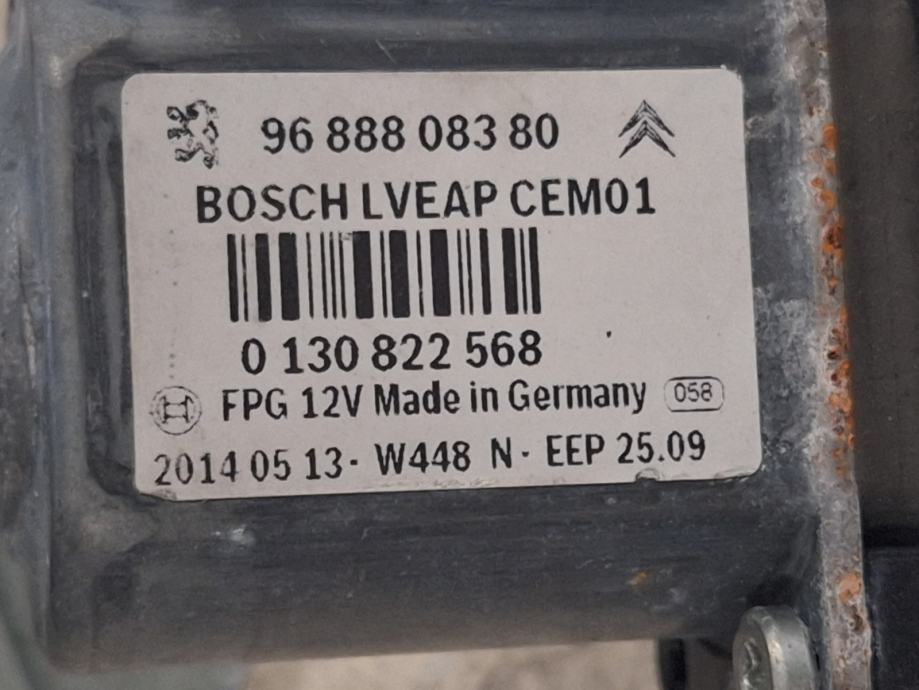 96 888 083 80
BOSCH LVEAP CEM01
0 130 822 568
FPG 12V Made in Germany 058
2014 05 13 · W448 N · EEP 25.09